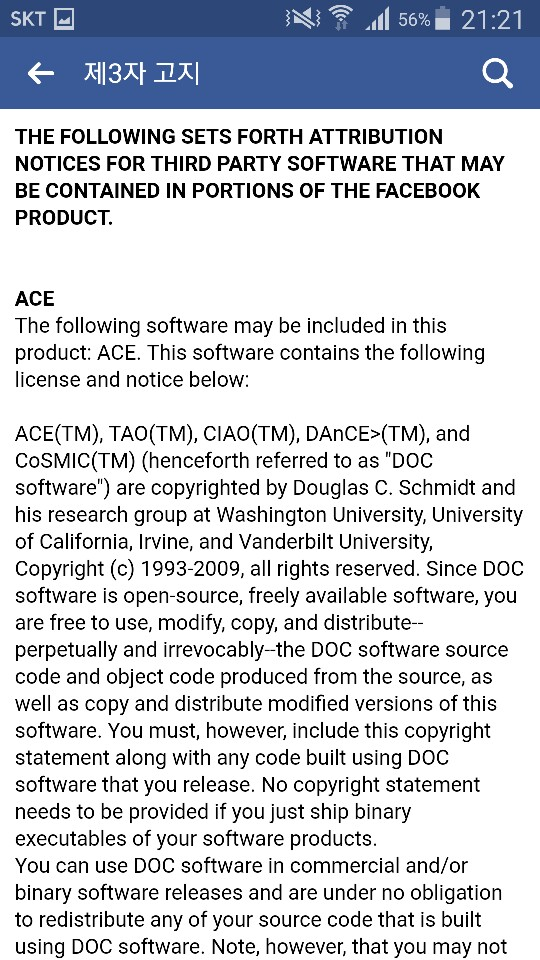 SKT 56% 21:21
제3자 고지
THE FOLLOWING SETS FORTH ATTRIBUTION
NOTICES FOR THIRD PARTY SOFTWARE THAT MAY
BE CONTAINED IN PORTIONS OF THE FACEBOOK
PRODUCT.
ACE
The following software may be included in this
product: ACE. This software contains the following
license and notice below:
ACE(TM), TAO(TM), CIAO(TM), DAnCE>(TM), and
CoSMIC(TM) (henceforth referred to as "DOC
software") are copyrighted by Douglas C. Schmidt and
his research group at Washington University, University
of California, Irvine, and Vanderbilt University,
Copyright (c) 1993-2009, all rights reserved. Since DOC
software is open-source, freely available software, you
are free to use, modify, copy, and distribute--
perpetually and irrevocably--the DOC software source
code and object code produced from the source, as
well as copy and distribute modified versions of this
software. You must, however, include this copyright
statement along with any code built using DOC
software that you release. No copyright statement
needs to be provided if you just ship binary
executables of your software products.
You can use DOC software in commercial and/or
binary software releases and are under no obligation
to redistribute any of your source code that is built
using DOC software. Note, however, that you may not